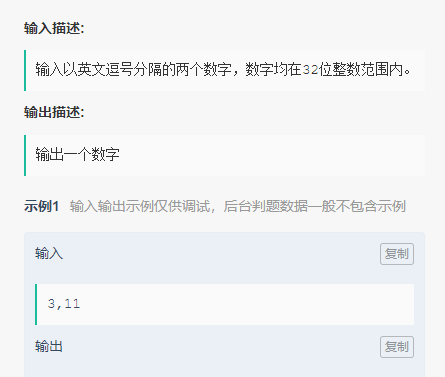 输入描述:
输入以英文逗号分隔的两个数字，数字均在32位整数范围内。
输出描述:
输出一个数字
示例1 输入输出示例仅供调试，后台判题数据一般不包含示例
输入 复制
3,11
输出 复制